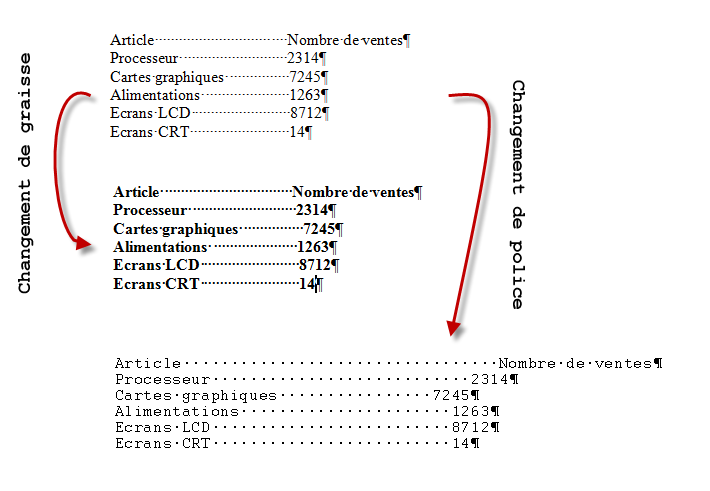 Changement de graisse
Article································Nombre·de·ventes¶
Processeur··························2314¶
Cartes·graphiques···············7245¶
Alimentations······················1263¶
Ecrans·LCD·························8712¶
Ecrans·CRT························14¶
Changement de police
Article································Nombre·de·ventes¶
Processeur··························2314¶
Cartes·graphiques···············7245¶
Alimentations······················1263¶
Ecrans·LCD························8712¶
Ecrans·CRT························14¶
Article·································Nombre·de·ventes¶
Processeur···························2314¶
Cartes·graphiques················7245¶
Alimentations······················1263¶
Ecrans·LCD·························8712¶
Ecrans·CRT·························14¶